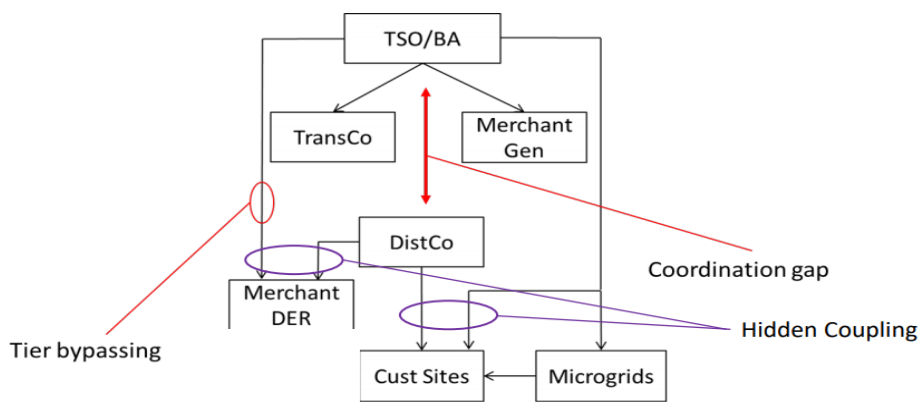 TSO/BA
TransCo
Merchant
Gen
DistCo
Coordination gap
Merchant
DER
Hidden Coupling
Tier bypassing
Cust Sites
Microgrids